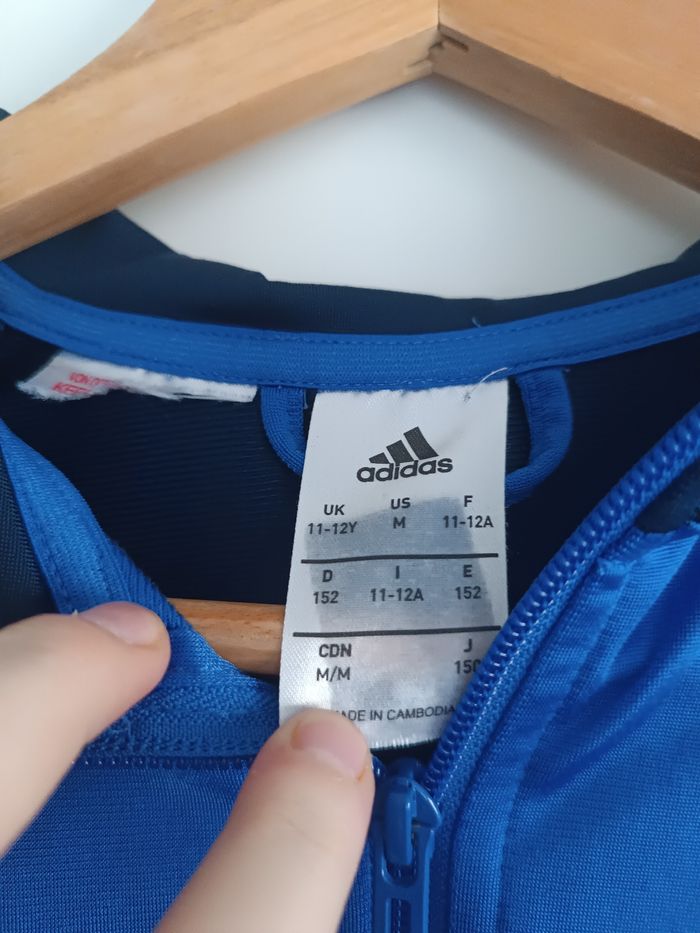 adidas
UK US F
11-12Y M 11-12A
D I E
152 11-12A 152
CDN J
M/M 150
MADE IN CAMBODIA